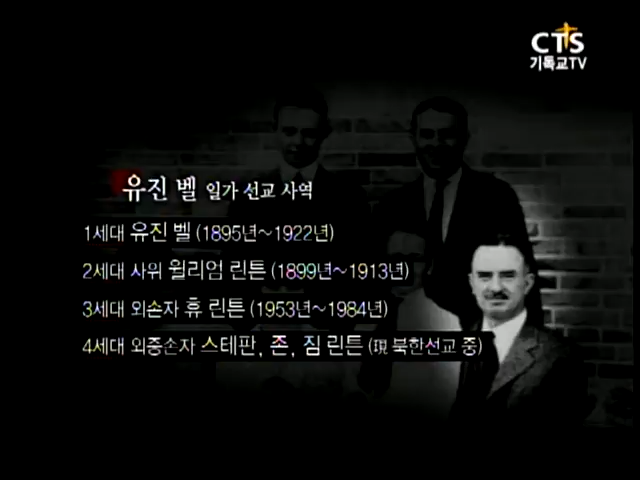 CTS
기독교TV
유진 벨 일가 선교 사역
1세대 유진 벨 (1895년~1922년)
2세대 사위 윌리엄 린튼 (1899년~1913년)
3세대 외손자 휴 린튼 (1953년~1984년)
4세대 외증손자 스테판, 존, 짐 린튼 (現 북한선교 중)